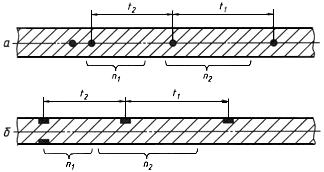 t₂ t₁
а
n₁ n₂
t₂ t₁
б
n₁ n₂